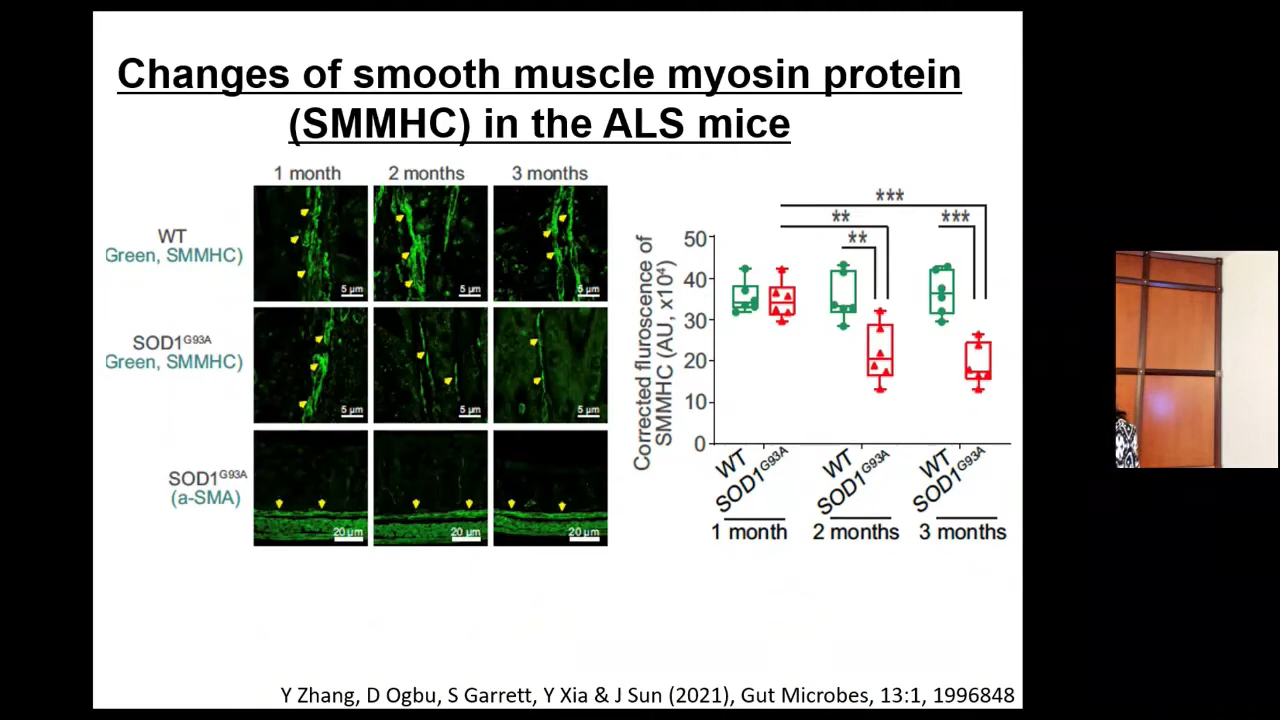 Changes of smooth muscle myosin protein
(SMMHC) in the ALS mice
1 month
2 months
3 months
WT
Green, SMMHC)
5 µm
5 µm
5 µm
SOD1G93A
Green, SMMHC)
5 µm
5 µm
5 µm
SOD1G93A
(a-SMA)
20 µm
20 µm
20 µm
Corrected fluroscence of
SMMHC (AU, x10⁴)
50
40
30
20
10
0
***
**
**
***
WT
SOD1G93A
WT
SOD1G93A
WT
SOD1G93A
1 month
2 months
3 months
Y Zhang, D Ogbu, S Garrett, Y Xia & J Sun (2021), Gut Microbes, 13:1, 1996848